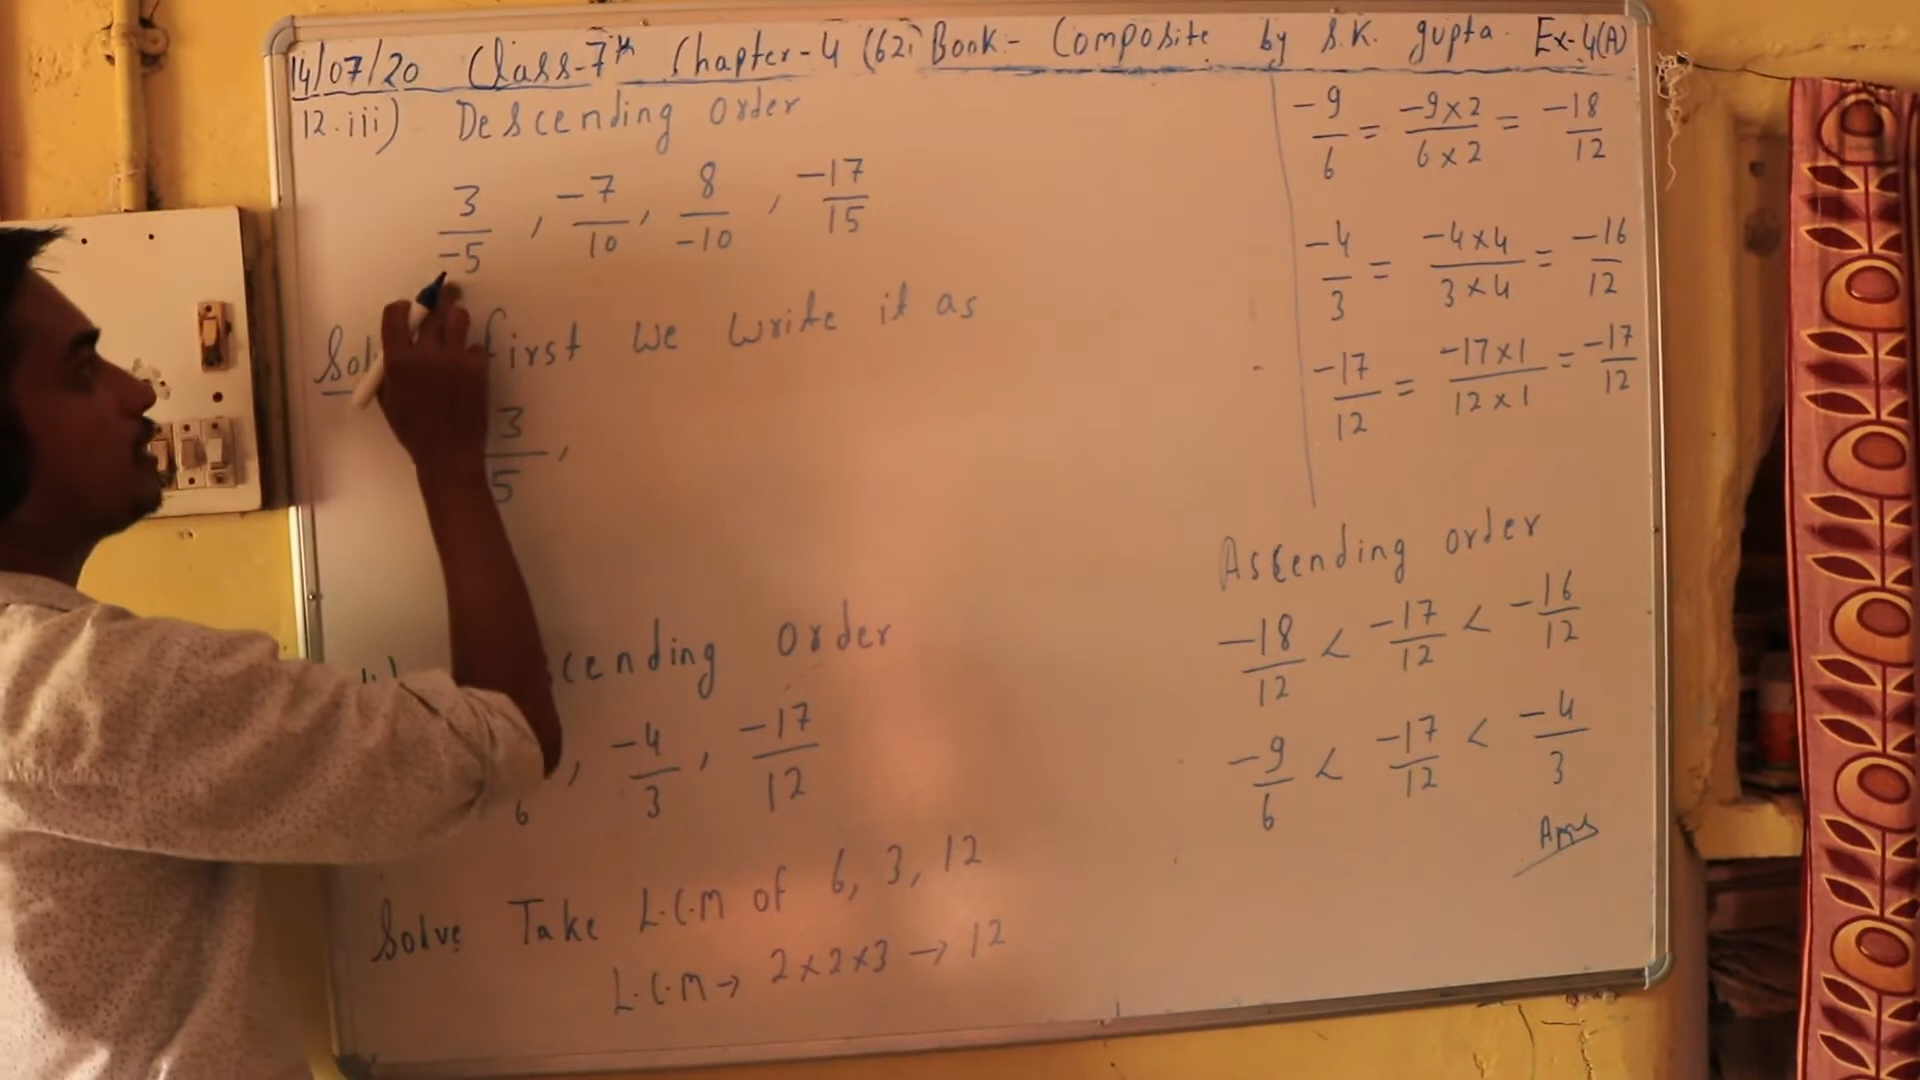 14/07/20 Class-7th Chapter-4 (62) Book:- Composite by S.K. gupta. Ex-4(A)
12.iii) Descending order
3/-5 , -7/10 , 8/-10 , -17/15
first we write it as
3/5 ,
order
-4/3 , -17/12
Solve Take L.C.M of 6, 3, 12
L.C.M → 2×2×3 → 12
-9/6 = -9×2/6×2 = -18/12
-4/3 = -4×4/3×4 = -16/12
-17/12 = -17×1/12×1 = -17/12
Ascending order
-18/12 < -17/12 < -16/12
-9/6 < -17/12 < -4/3
Ans